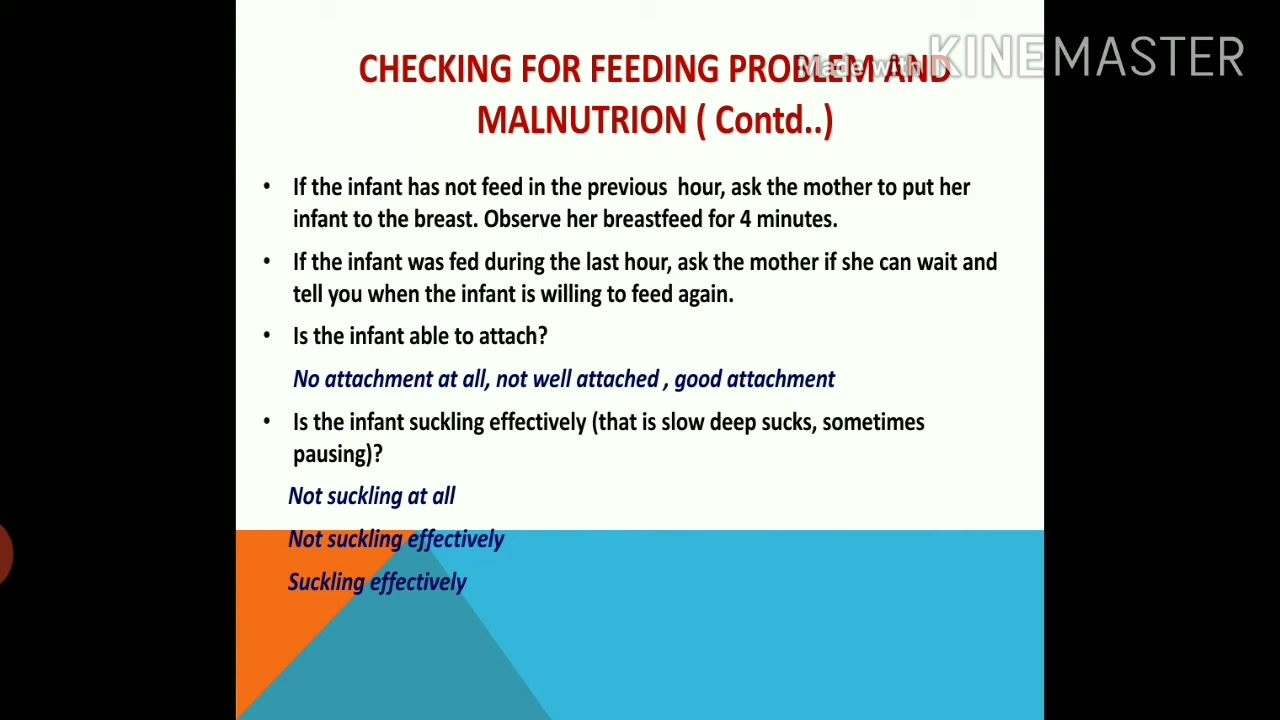 Made with KINEMASTER
CHECKING FOR FEEDING PROBLEM AND
MALNUTRION ( Contd..)
• If the infant has not feed in the previous hour, ask the mother to put her
infant to the breast. Observe her breastfeed for 4 minutes.
• If the infant was fed during the last hour, ask the mother if she can wait and
tell you when the infant is willing to feed again.
• Is the infant able to attach?
No attachment at all, not well attached , good attachment
• Is the infant suckling effectively (that is slow deep sucks, sometimes
pausing)?
Not suckling at all
Not suckling effectively
Suckling effectively